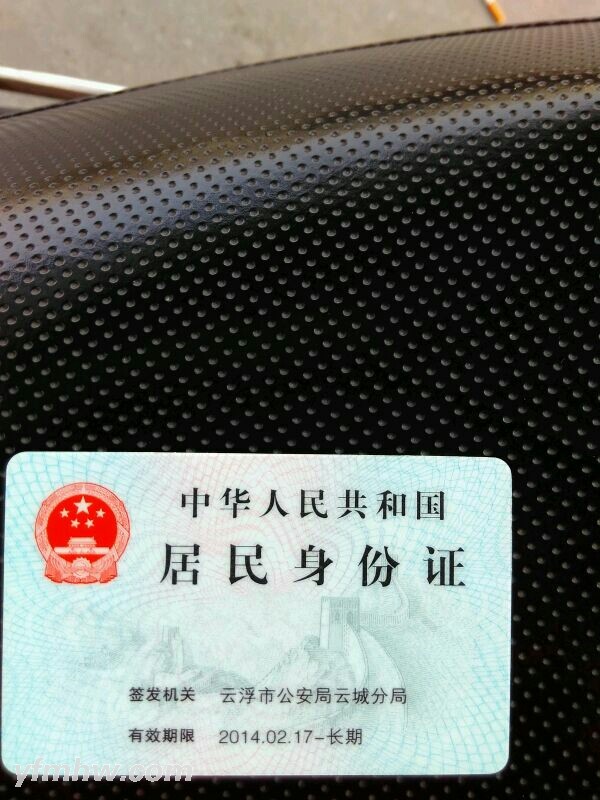 中华人民共和国
居民身份证
签发机关 云浮市公安局云城分局
有效期限 2014.02.17-长期
yfmhw.com